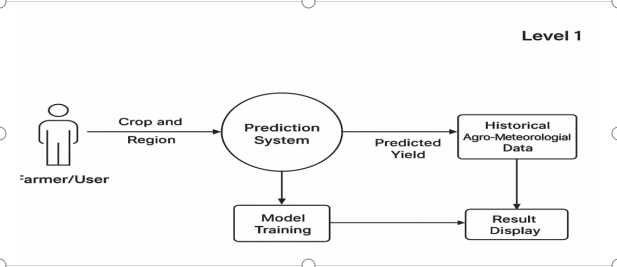 Level 1
Crop and
Region
Prediction
System
Predicted
Yield
Historical
Agro-Meteorologial
Data
Farmer/User
Model
Training
Result
Display